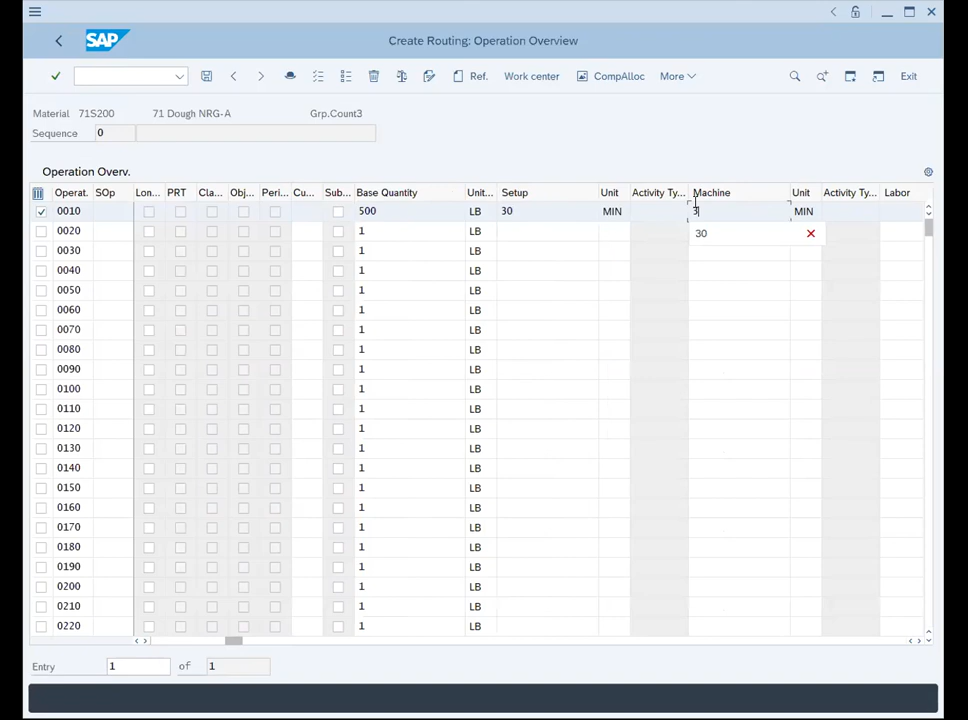 SAP Create Routing: Operation Overview
Ref. Work center CompAlloc More Exit
Material 71S200 71 Dough NRG-A Grp.Count3
Sequence 0
Operation Overv.
Operat. SOp Lon... PRT Cla... Obj... Peri... Cu... Sub... Base Quantity Unit... Setup Unit Activity Ty... Machine Unit Activity Ty... Labor
0010 500 LB 30 MIN 3 MIN
0020 1 LB 30
0030 1 LB
0040 1 LB
0050 1 LB
0060 1 LB
0070 1 LB
0080 1 LB
0090 1 LB
0100 1 LB
0110 1 LB
0120 1 LB
0130 1 LB
0140 1 LB
0150 1 LB
0160 1 LB
0170 1 LB
0180 1 LB
0190 1 LB
0200 1 LB
0210 1 LB
0220 1 LB
Entry 1 of 1